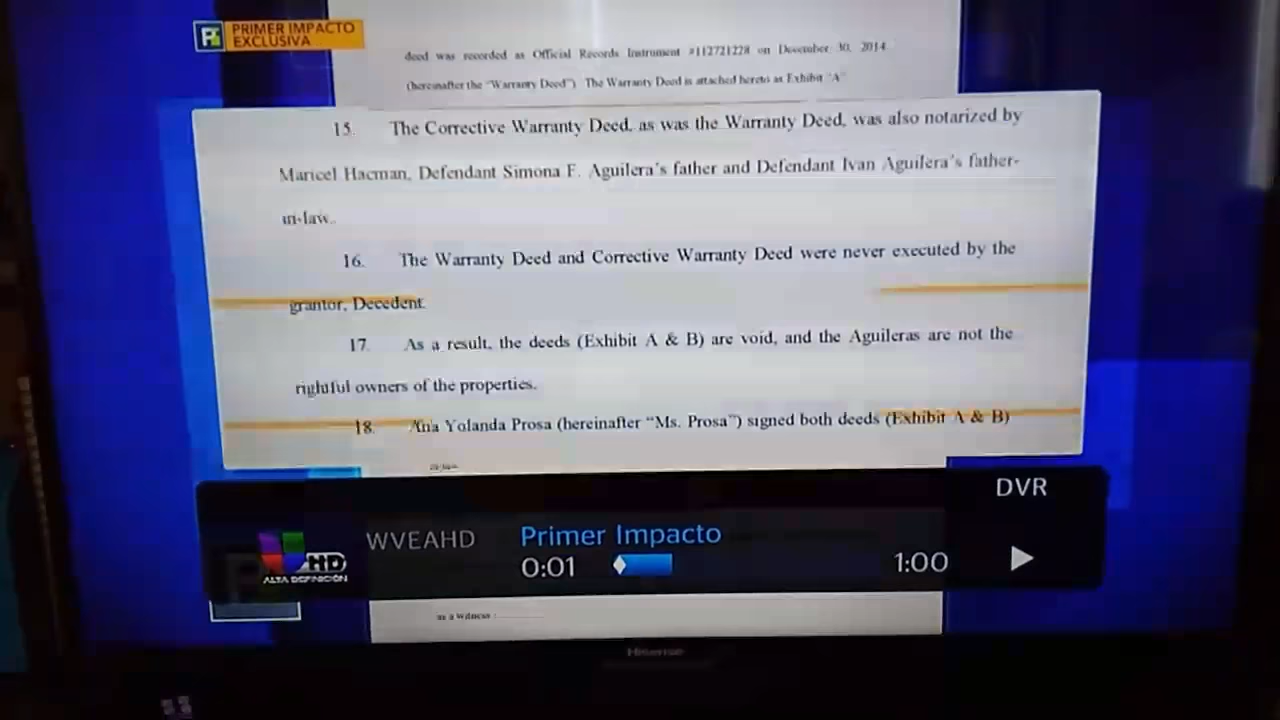 PRIMER IMPACTO
EXCLUSIVA
deed was recorded as Official Records Instrument #112721228 on December 30, 2014
(hereinafter the "Warranty Deed") The Warranty Deed is attached hereto as Exhibit "A"
15. The Corrective Warranty Deed, as was the Warranty Deed, was also notarized by
Maricel Hacman, Defendant Simona F. Aguilera's father and Defendant Ivan Aguilera's father-
in-law.
16. The Warranty Deed and Corrective Warranty Deed were never executed by the
grantor, Decedent.
17. As a result, the deeds (Exhibit A & B) are void, and the Aguileras are not the
rightful owners of the properties.
18. Ana Yolanda Prosa (hereinafter "Ms. Prosa") signed both deeds (Exhibit A & B)
DVR
HD
ALTA DEFINICIÓN
WVEAHD
Primer Impacto
0:01
1:00
as a witness
Hisense